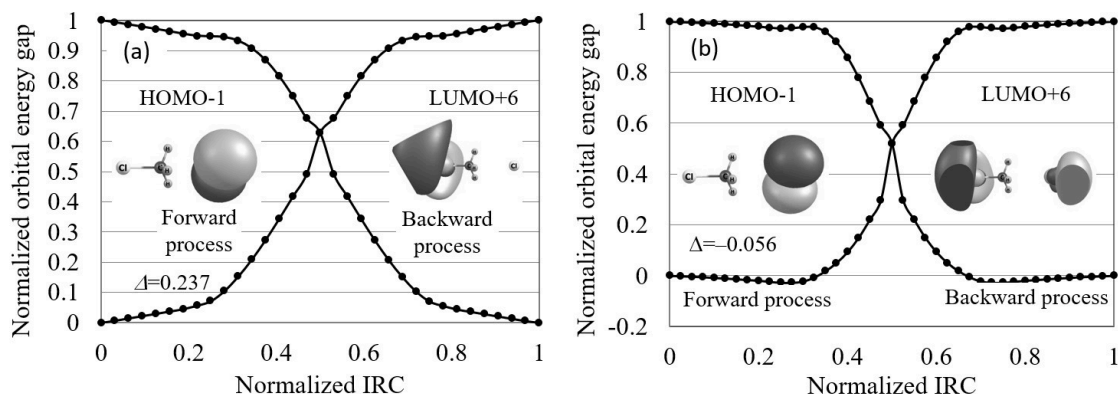 (a)
Normalized orbital energy gap
1
0.9
0.8
0.7
0.6
0.5
0.4
0.3
0.2
0.1
0
HOMO-1
LUMO+6
Cl
C
H
H
H
C
H
H
H
Cl
Forward
process
Backward
process
Δ=0.237
0
0.2
0.4
0.6
0.8
1
Normalized IRC
(b)
Normalized orbital energy gap
1
0.8
0.6
0.4
0.2
0
-0.2
HOMO-1
LUMO+6
Cl
C
H
H
H
C
H
H
H
Δ=–0.056
Forward process
Backward process
0
0.2
0.4
0.6
0.8
1
Normalized IRC